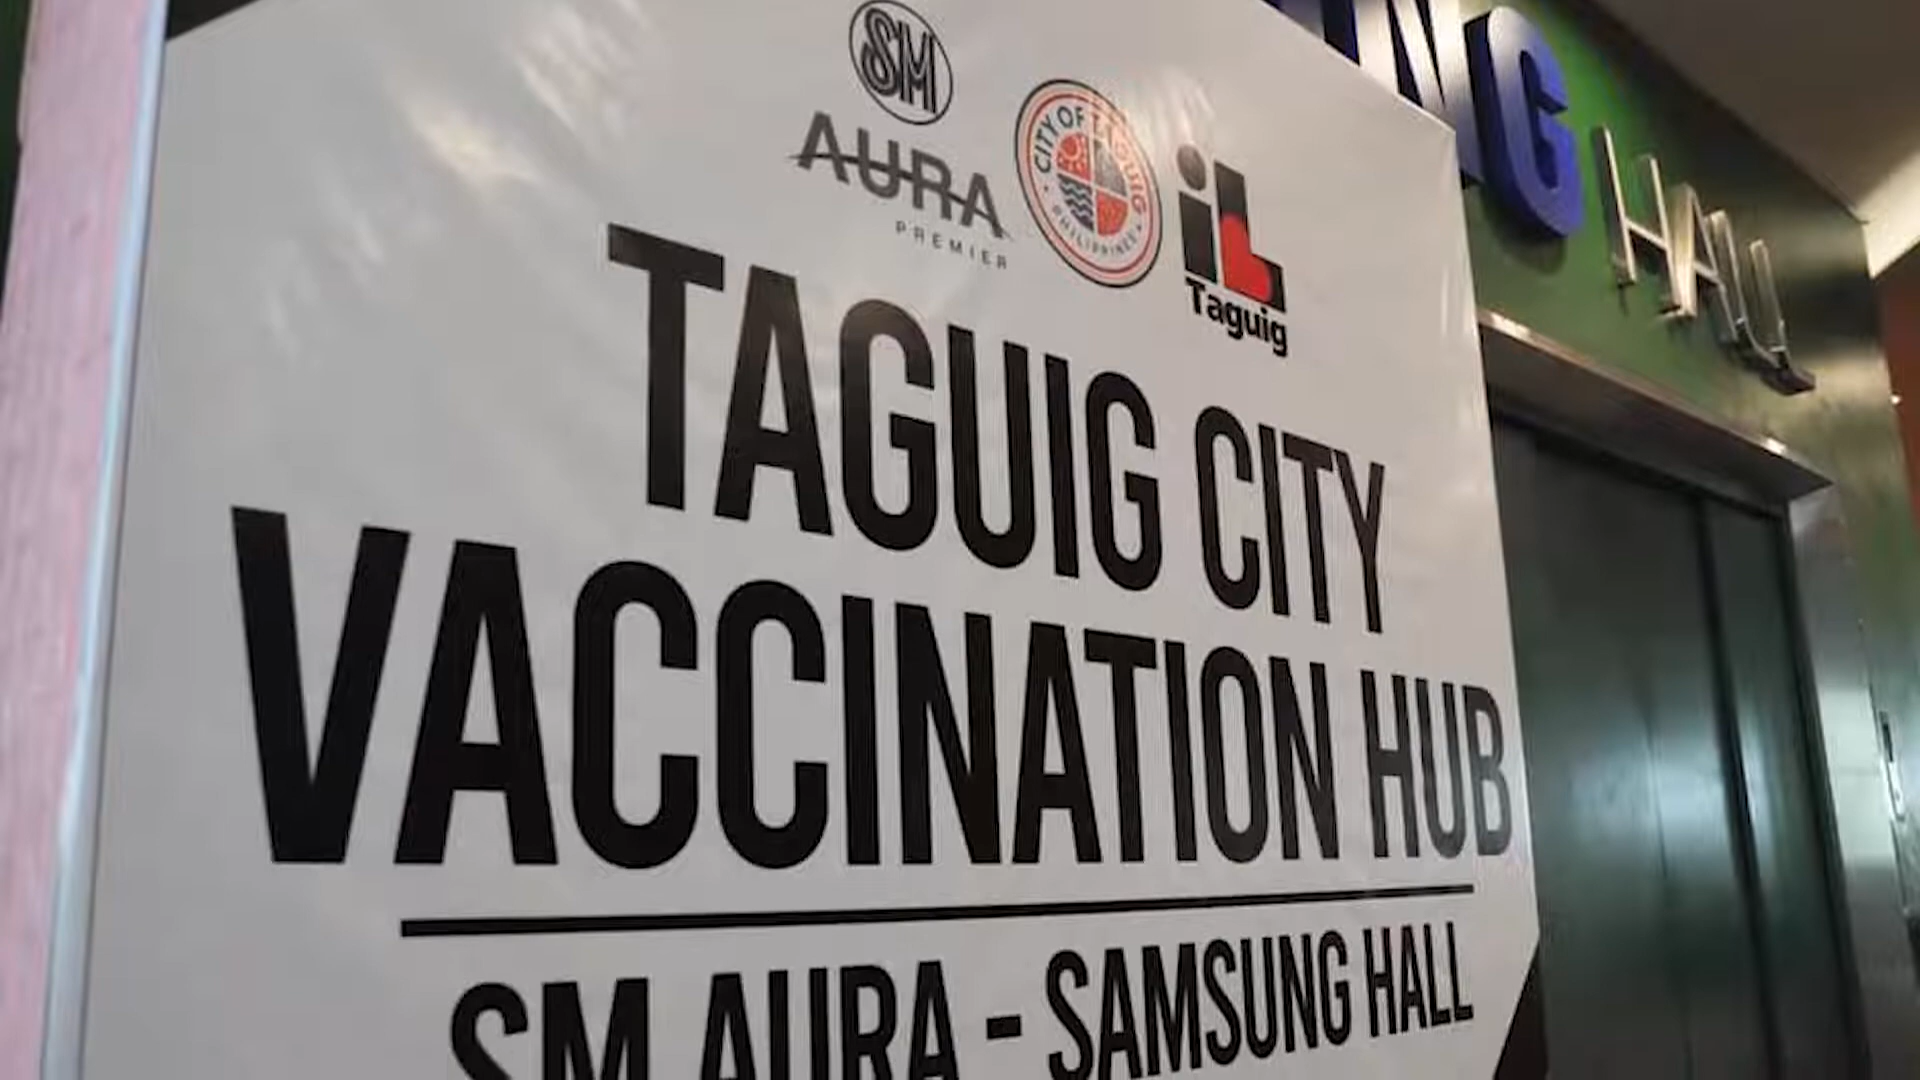 SM
AURA
PREMIER
CITY OF TAGUIG
PHILIPPINES
iL
Taguig
NG HALL
TAGUIG CITY
VACCINATION HUB
SM AURA - SAMSUNG HALL